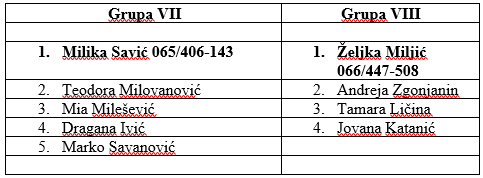 Grupa VII
1. Milika Savić 065/406-143
2. Teodora Milovanović
3. Mia Milešević
4. Dragana Ivić
5. Marko Savanović
Grupa VIII
1. Željka Miljić
066/447-508
2. Andreja Zgonjanin
3. Tamara Ličina
4. Jovana Katanić